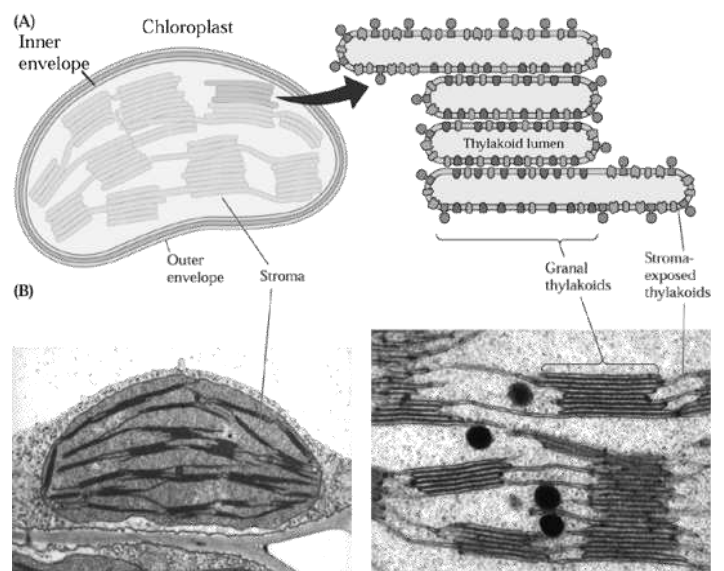 (A)
Chloroplast
Inner
envelope
Thylakoid lumen
Outer
envelope
Stroma
Granal
thylakoids
Stroma-
exposed
thylakoids
(B)